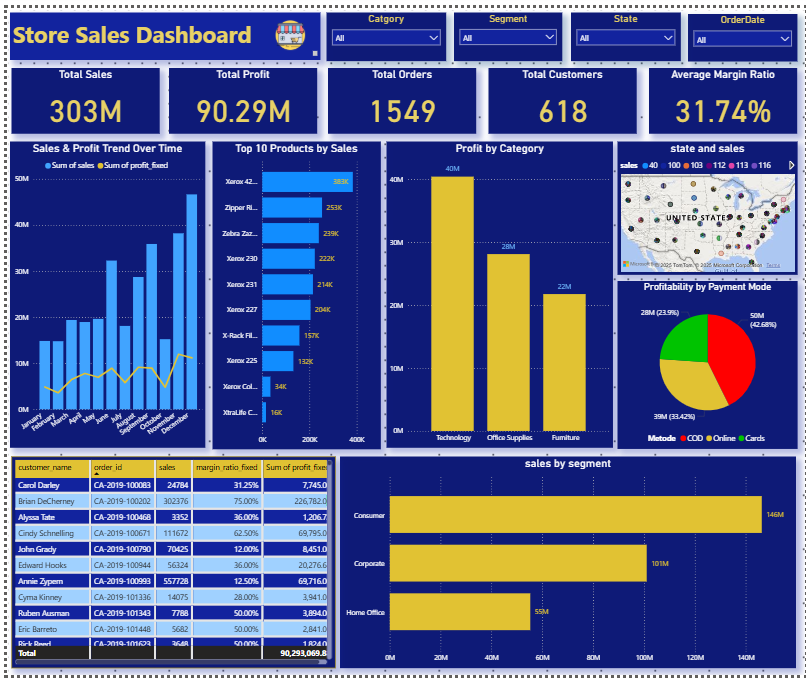 Store Sales Dashboard
Catgory
All
Segment
All
State
All
OrderDate
All
Total Sales
303M
Total Profit
90.29M
Total Orders
1549
Total Customers
618
Average Margin Ratio
31.74%
Sales & Profit Trend Over Time
Sum of sales Sum of profit_fixed
50M
40M
30M
20M
10M
0M
January
February
March
April
May
June
July
August
September
October
November
December
Top 10 Products by Sales
Xerox 42... 383K
Zipper Ri... 253K
Zebra Zaz... 239K
Xerox 230 222K
Xerox 231 214K
Xerox 227 204K
X-Rack Fil... 157K
Xerox 225 132K
Xerox Col... 34K
XtraLife C... 16K
0K 200K 400K
Profit by Category
40M
30M
20M
10M
0M
40M
28M
22M
Technology Office Supplies Furniture
state and sales
sales 40 100 103 112 113 116
UNITED STATES
Microsoft Bin
2025 TomTom, © 2025 Microsoft Corporation Terms
Profitability by Payment Mode
28M (23.9%)
50M
(42.68%)
39M (33.42%)
Metode COD Online Cards
customer_name order_id sales margin_ratio_fixed Sum of profit_fixe
Carol Darley CA-2019-100083 24784 31.25% 7,745.0
Brian DeCherney CA-2019-100202 302376 75.00% 226,782.0
Alyssa Tate CA-2019-100468 3352 36.00% 1,206.7
Cindy Schnelling CA-2019-100671 111672 62.50% 69,795.0
John Grady CA-2019-100790 70425 12.00% 8,451.0
Edward Hooks CA-2019-100944 56324 36.00% 20,276.6
Annie Zypern CA-2019-100993 557728 12.50% 69,716.0
Cyma Kinney CA-2019-101336 14075 28.00% 3,941.0
Ruben Ausman CA-2019-101343 7788 50.00% 3,894.0
Eric Barreto CA-2019-101448 5682 50.00% 2,841.0
Rick Reed CA-2019-101623 3648 50.00% 1,824.0
Total 90,293,069.8
sales by segment
Consumer 146M
Corporate 101M
Home Office 55M
0M 20M 40M 60M 80M 100M 120M 140M